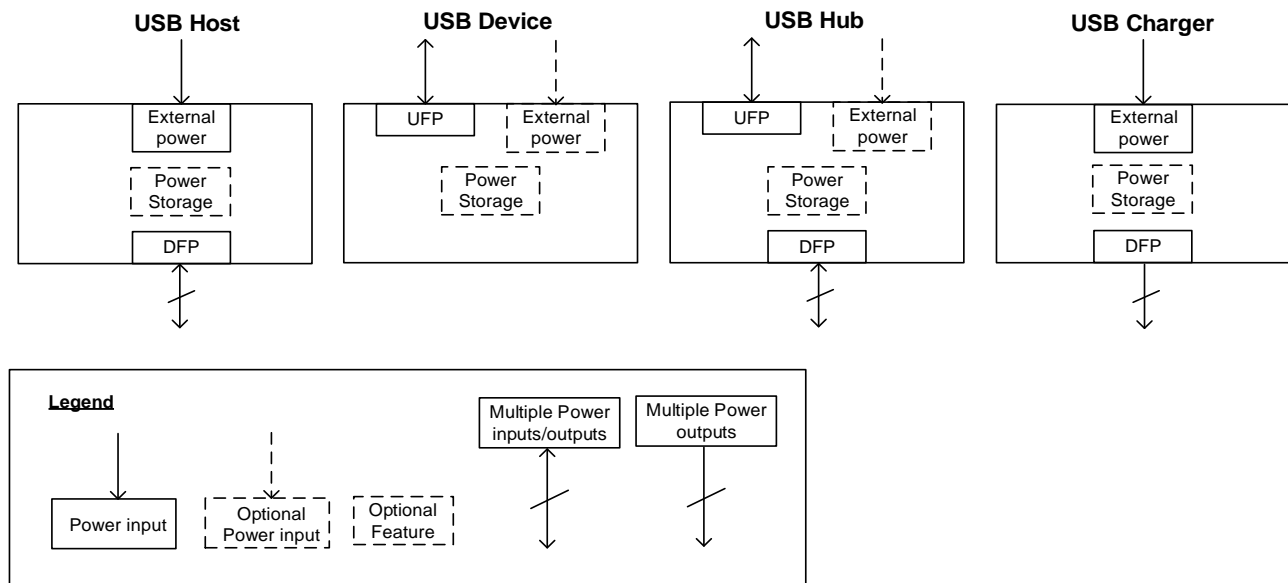 USB Host
USB Device
USB Hub
USB Charger
External
power
Power
Storage
DFP
UFP
External
power
Power
Storage
UFP
External
power
Power
Storage
DFP
External
power
Power
Storage
DFP
Legend
Power input
Optional
Power input
Optional
Feature
Multiple Power
inputs/outputs
Multiple Power
outputs